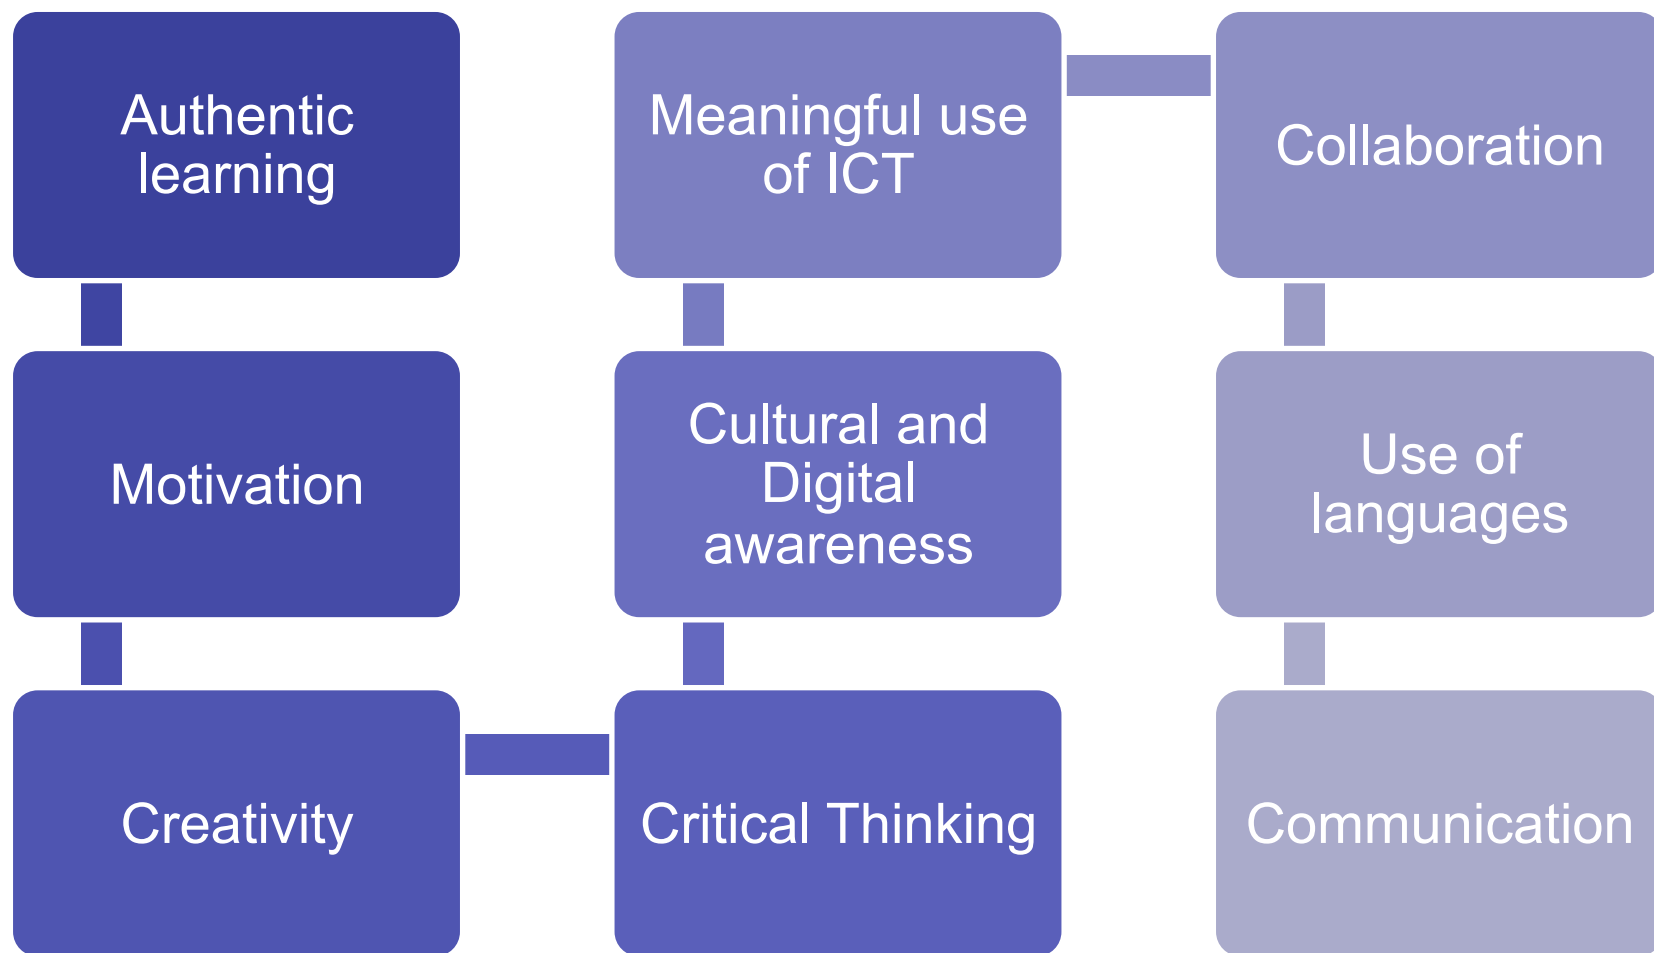 Authentic
learning
Motivation
Creativity
Critical Thinking
Cultural and
Digital
awareness
Meaningful use
of ICT
Collaboration
Use of
languages
Communication